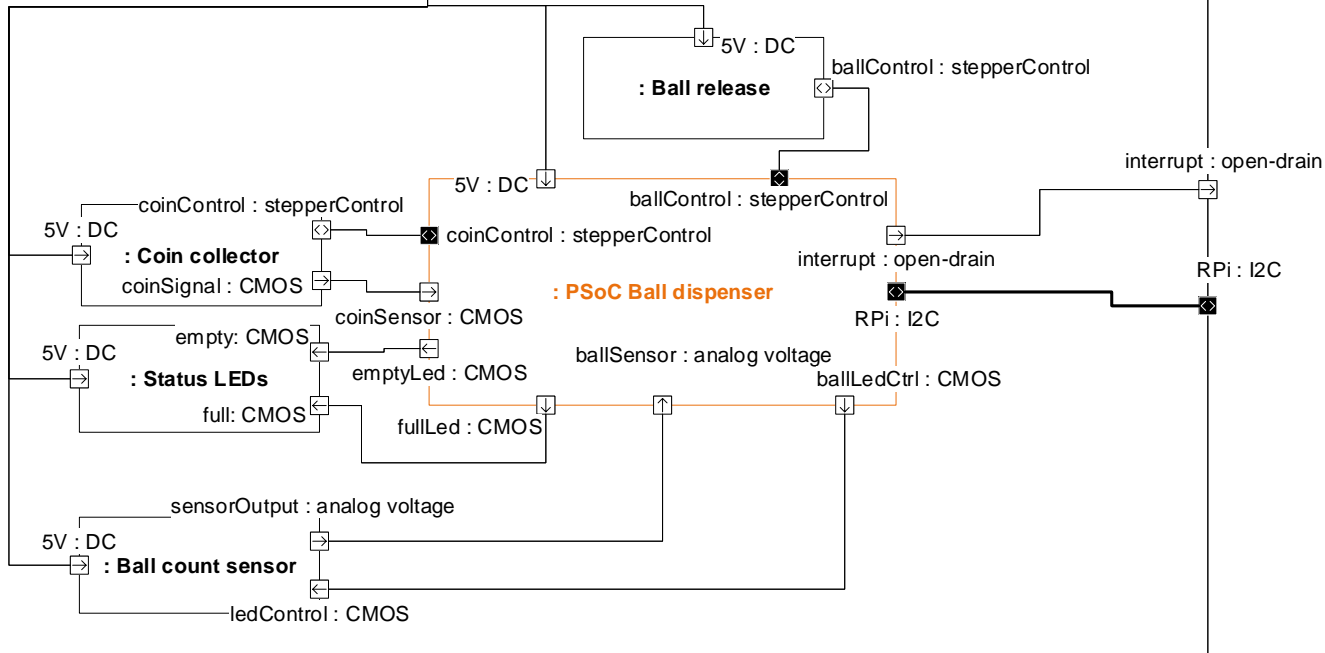 5V : DC
ballControl : stepperControl
: Ball release
interrupt : open-drain
5V : DC
ballControl : stepperControl
coinControl : stepperControl
5V : DC
coinControl : stepperControl
: Coin collector
interrupt : open-drain
RPi : I2C
coinSignal : CMOS
: PSoC Ball dispenser
coinSensor : CMOS
RPi : I2C
empty: CMOS
5V : DC
ballSensor : analog voltage
: Status LEDs
emptyLed : CMOS
ballLedCtrl : CMOS
full: CMOS
fullLed : CMOS
sensorOutput : analog voltage
5V : DC
: Ball count sensor
ledControl : CMOS